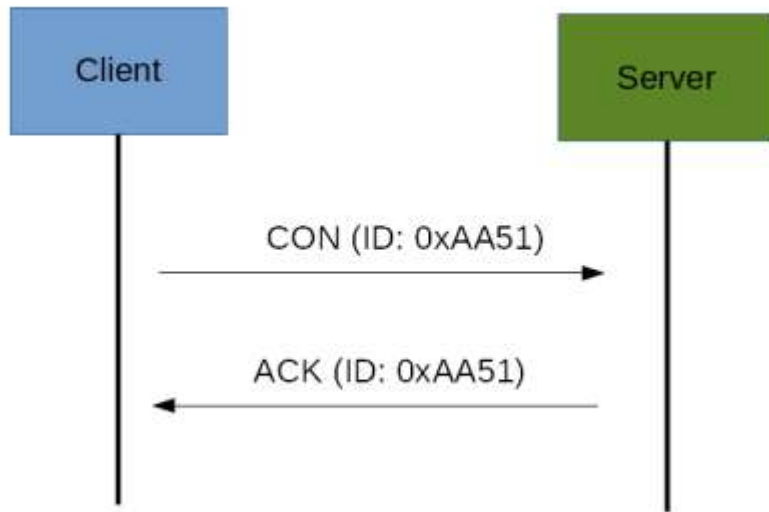 Client
Server
CON (ID: 0xAA51)
ACK (ID: 0xAA51)